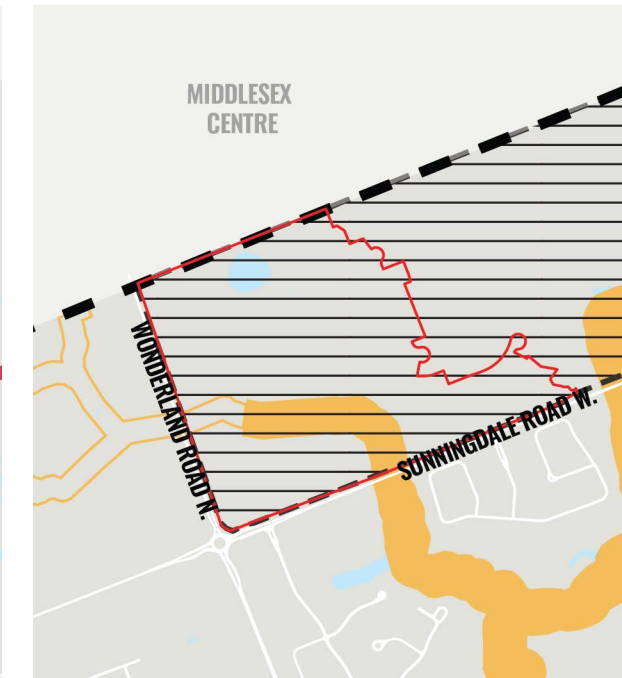 MIDDLESEX
CENTRE
WONDERLAND ROAD N.
SUNNINGDALE ROAD W.